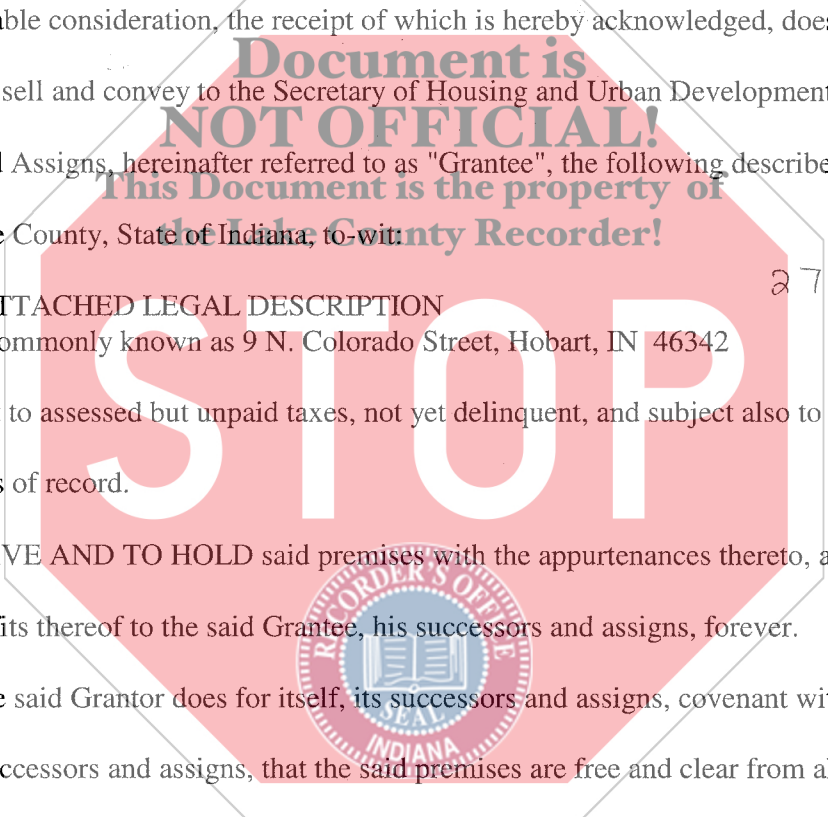 able consideration, the receipt of which is hereby acknowledged, does
Document is
sell and convey to the Secretary of Housing and Urban Development
NOT OFFICIAL!
Assigns, hereinafter referred to as "Grantee", the following describe
This Document is the property of
e County, State of Indiana, to-wit:
the Lake County Recorder!
27
TTACHED LEGAL DESCRIPTION
ommonly known as 9 N. Colorado Street, Hobart, IN 46342
to assessed but unpaid taxes, not yet delinquent, and subject also to
s of record.
STOP
VE AND TO HOLD said premises with the appurtenances thereto, a
RECORDER'S OFFICE
its thereof to the said Grantee, his successors and assigns, forever.
e said Grantor does for itself, its successors and assigns, covenant wi
SEAL
INDIANA
ccessors and assigns, that the said premises are free and clear from a